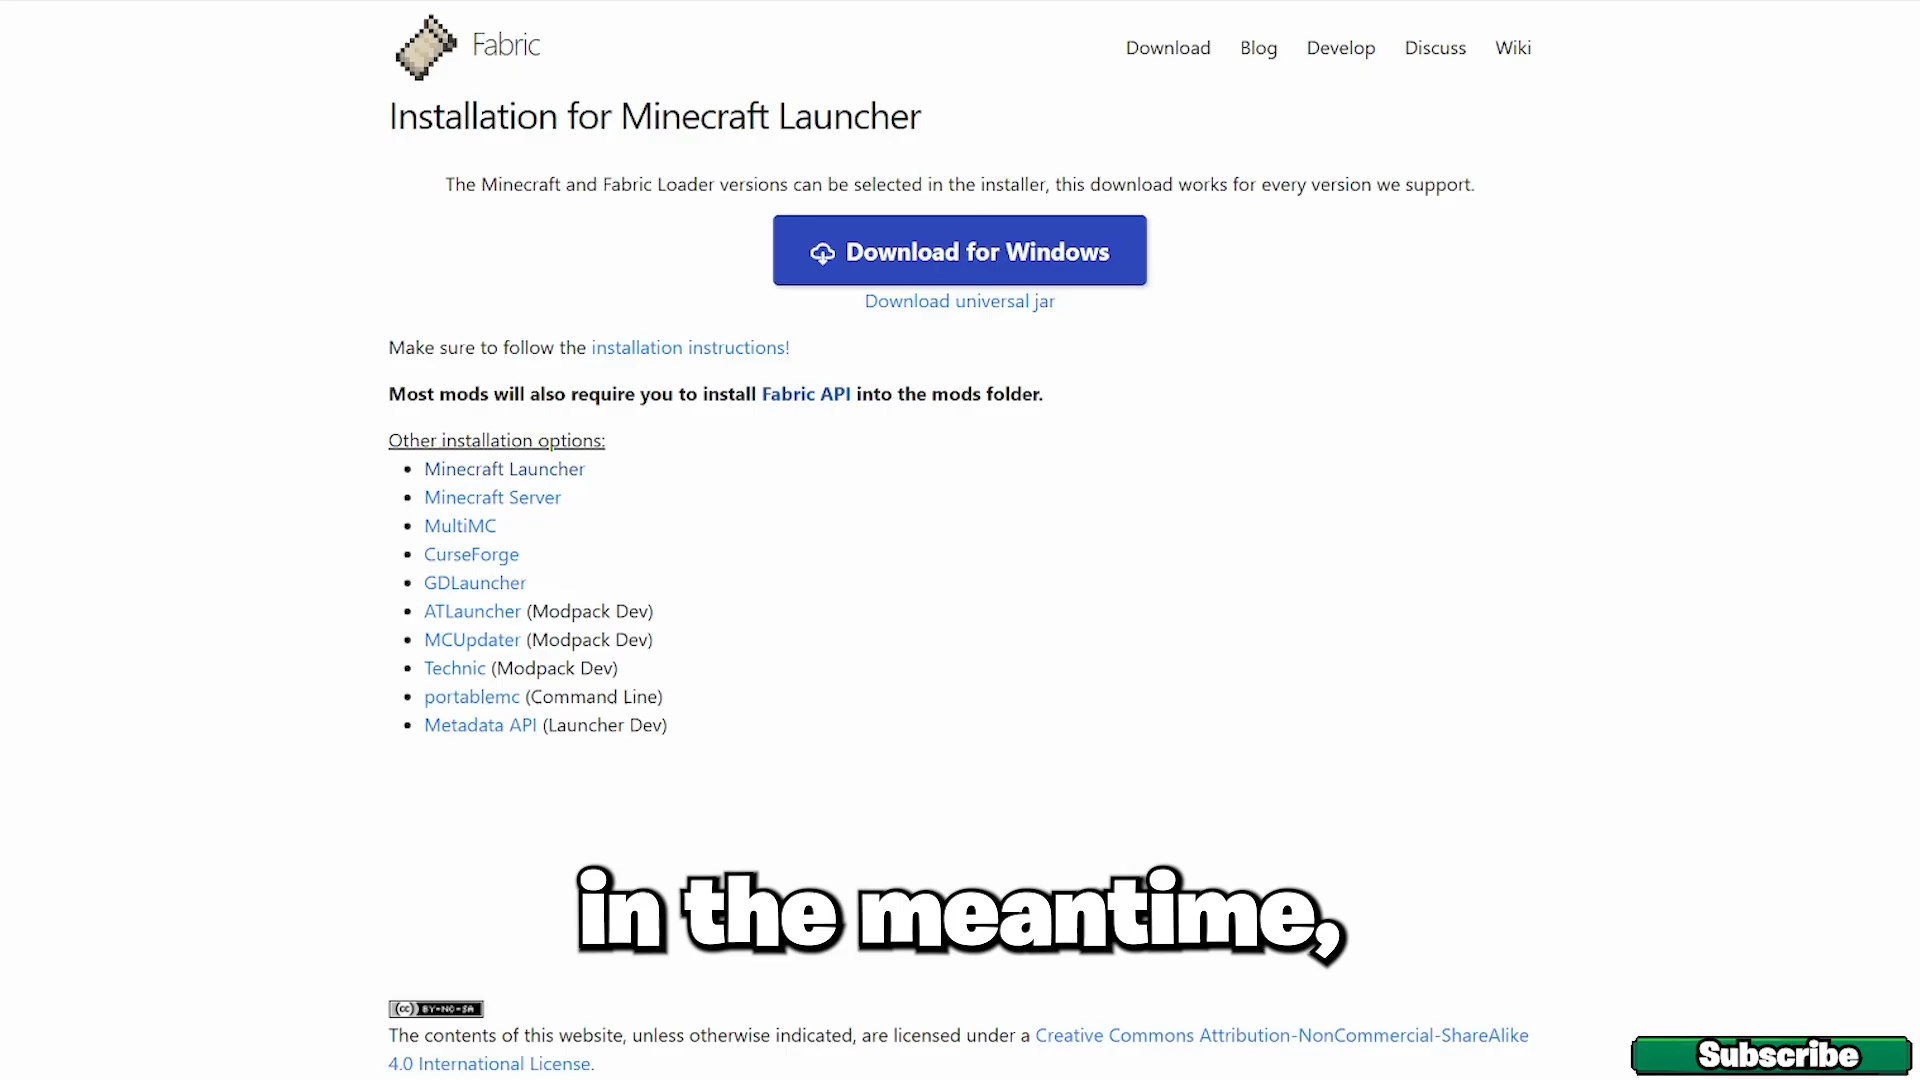 Fabric
Download Blog Develop Discuss Wiki
Installation for Minecraft Launcher
The Minecraft and Fabric Loader versions can be selected in the installer, this download works for every version we support.
Download for Windows
Download universal jar
Make sure to follow the installation instructions!
Most mods will also require you to install Fabric API into the mods folder.
Other installation options:
Minecraft Launcher
Minecraft Server
MultiMC
CurseForge
GDLauncher
ATLauncher (Modpack Dev)
MCUpdater (Modpack Dev)
Technic (Modpack Dev)
portablemc (Command Line)
Metadata API (Launcher Dev)
in the meantime,
(cc) BY-NC-SA
The contents of this website, unless otherwise indicated, are licensed under a Creative Commons Attribution-NonCommercial-ShareAlike
4.0 International License.
Subscribe